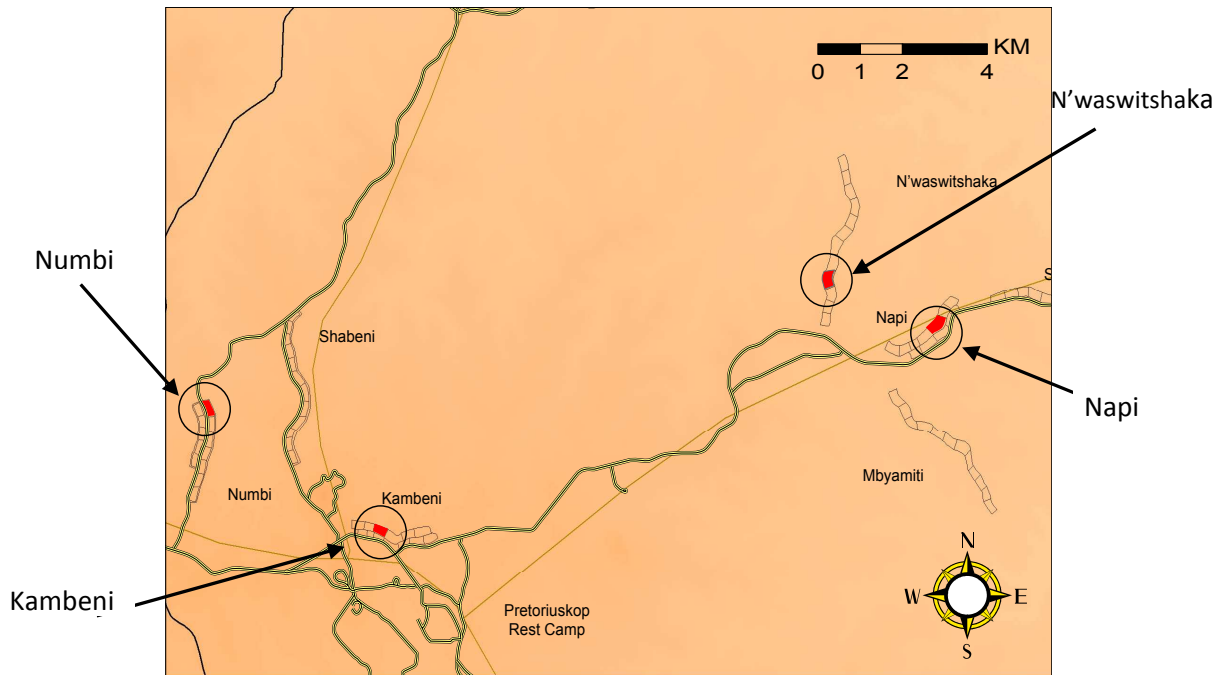 KM
0 1 2 4
N’waswitshaka
N’waswitshaka
Numbi
S
Napi
Shabeni
Napi
Mbyamiti
Numbi
Kambeni
N
W E
S
Kambeni
Pretoriuskop
Rest Camp